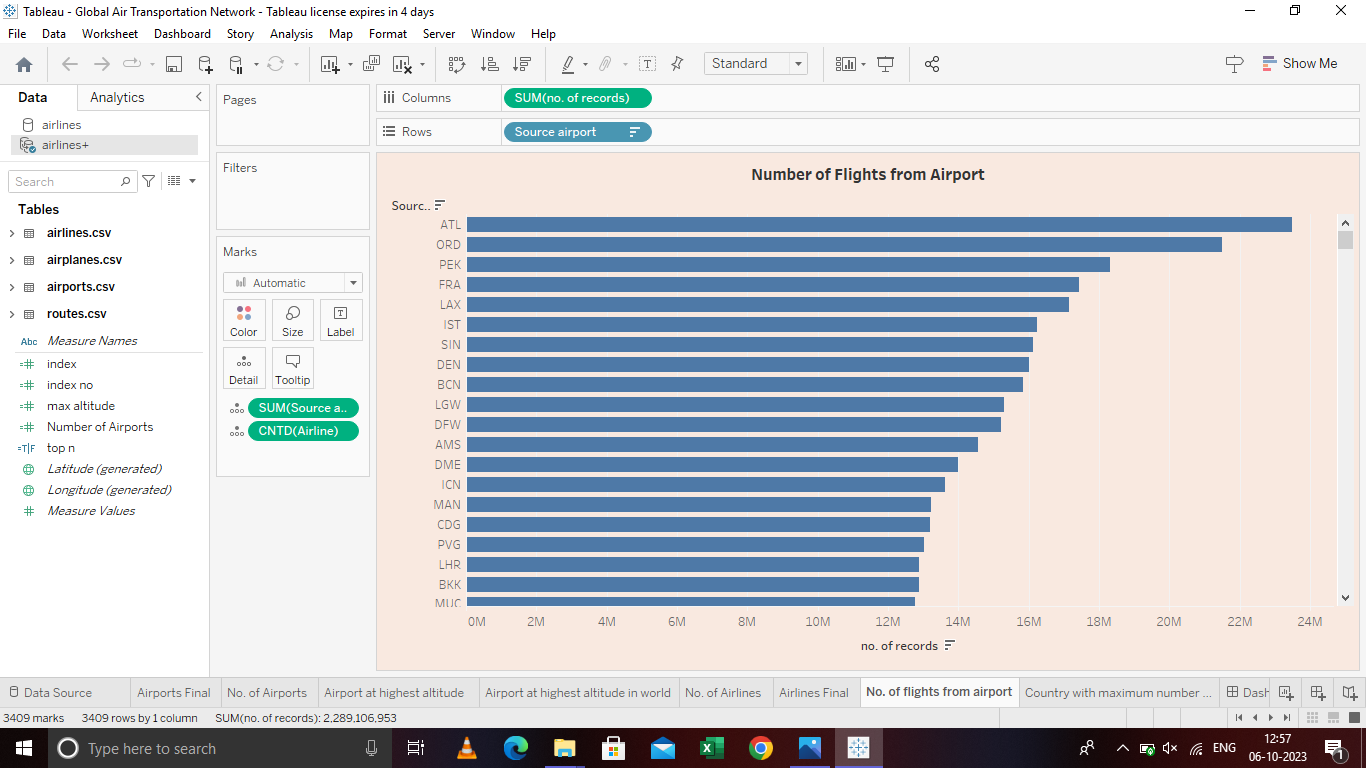 Tableau - Global Air Transportation Network - Tableau license expires in 4 days
File Data Worksheet Dashboard Story Analysis Map Format Server Window Help
Standard
Show Me
Data Analytics
airlines
airlines+
Search
Tables
airlines.csv
airplanes.csv
airports.csv
routes.csv
Abc Measure Names
index
index no
max altitude
Number of Airports
T|F top n
Latitude (generated)
Longitude (generated)
Measure Values
Pages
Filters
Marks
Automatic
Color Size Label
Detail Tooltip
SUM(Source a..
CNTD(Airline)
Columns SUM(no. of records)
Rows Source airport
Number of Flights from Airport
Sourc..
ATL
ORD
PEK
FRA
LAX
IST
SIN
DEN
BCN
LGW
DFW
AMS
DME
ICN
MAN
CDG
PVG
LHR
BKK
MUC
0M 2M 4M 6M 8M 10M 12M 14M 16M 18M 20M 22M 24M
no. of records
Data Source Airports Final No. of Airports Airport at highest altitude Airport at highest altitude in world No. of Airlines Airlines Final No. of flights from airport Country with maximum number ... Dash
3409 marks 3409 rows by 1 column SUM(no. of records): 2,289,106,953
Type here to search
ENG
12:57
06-10-2023
1